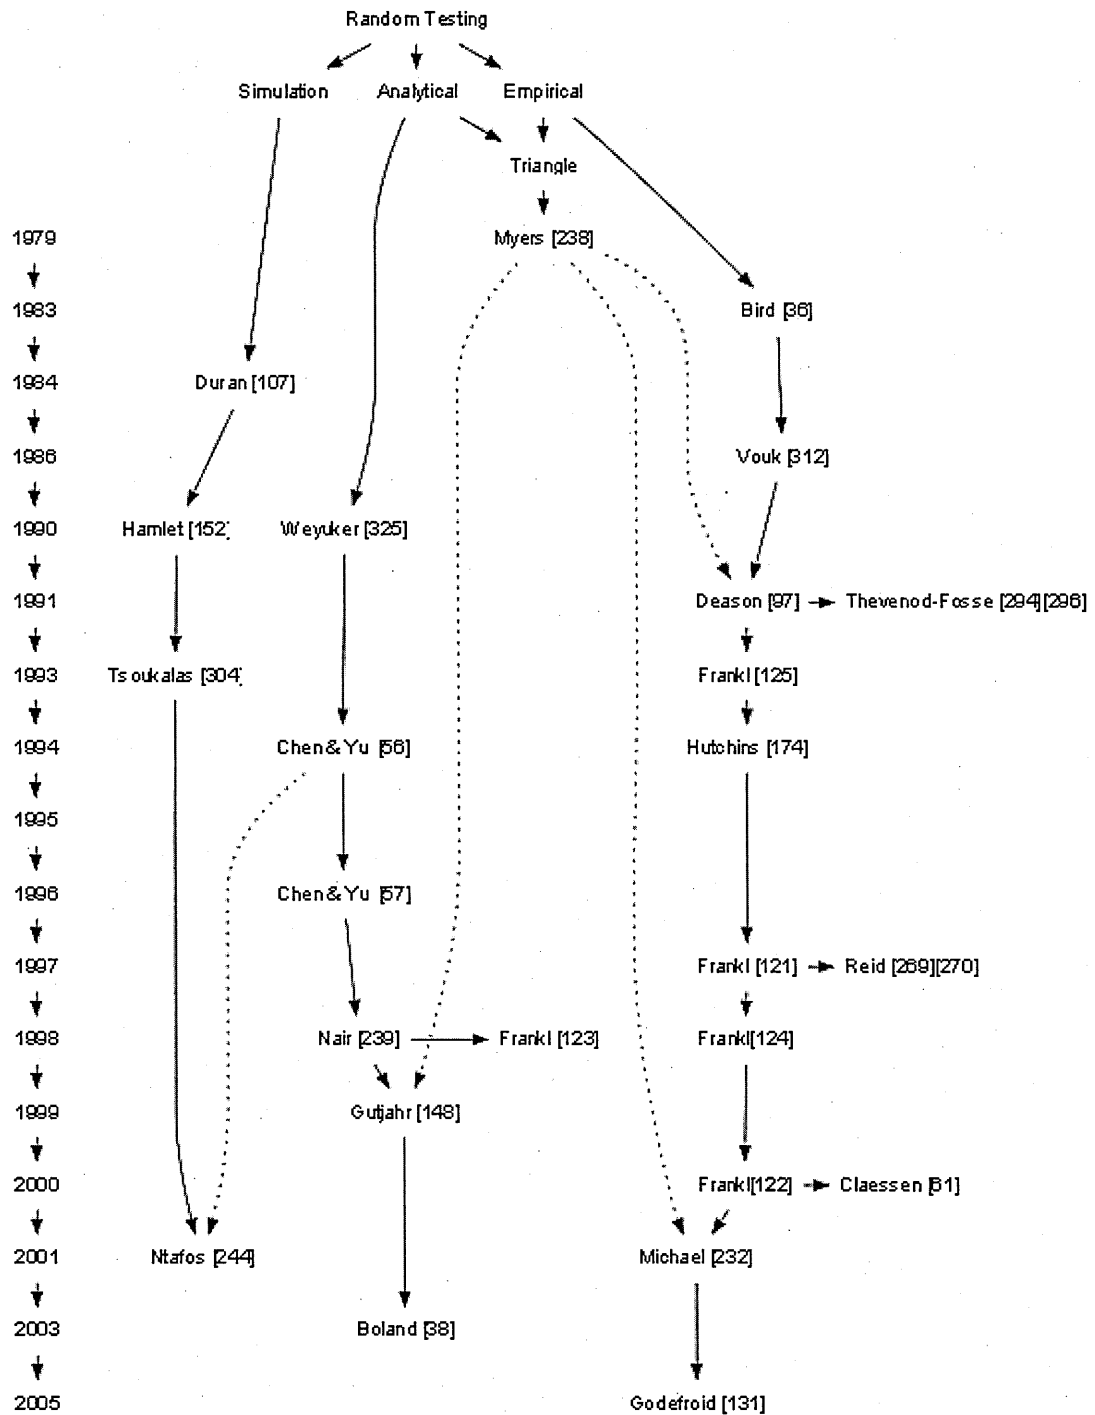 Random Testing
Simulation Analytical Empirical
Triangle
1979 Myers [238]
1983 Bird [36]
1984 Duran [107]
1986 Vouk [312]
1990 Hamlet [152] Weyuker [325]
1991 Deason [97] Thevenod-Fosse [294][296]
1993 Tsoukalas [304] Frankl [125]
1994 Chen & Yu [56] Hutchins [174]
1995
1996 Chen & Yu [57]
1997 Frankl [121] Reid [269][270]
1998 Nair [239] Frankl [123] Frankl[124]
1999 Gutjahr [148]
2000 Frankl[122] Claessen [61]
2001 Ntafos [244] Michael [232]
2003 Boland [38]
2005 Godefroid [131]